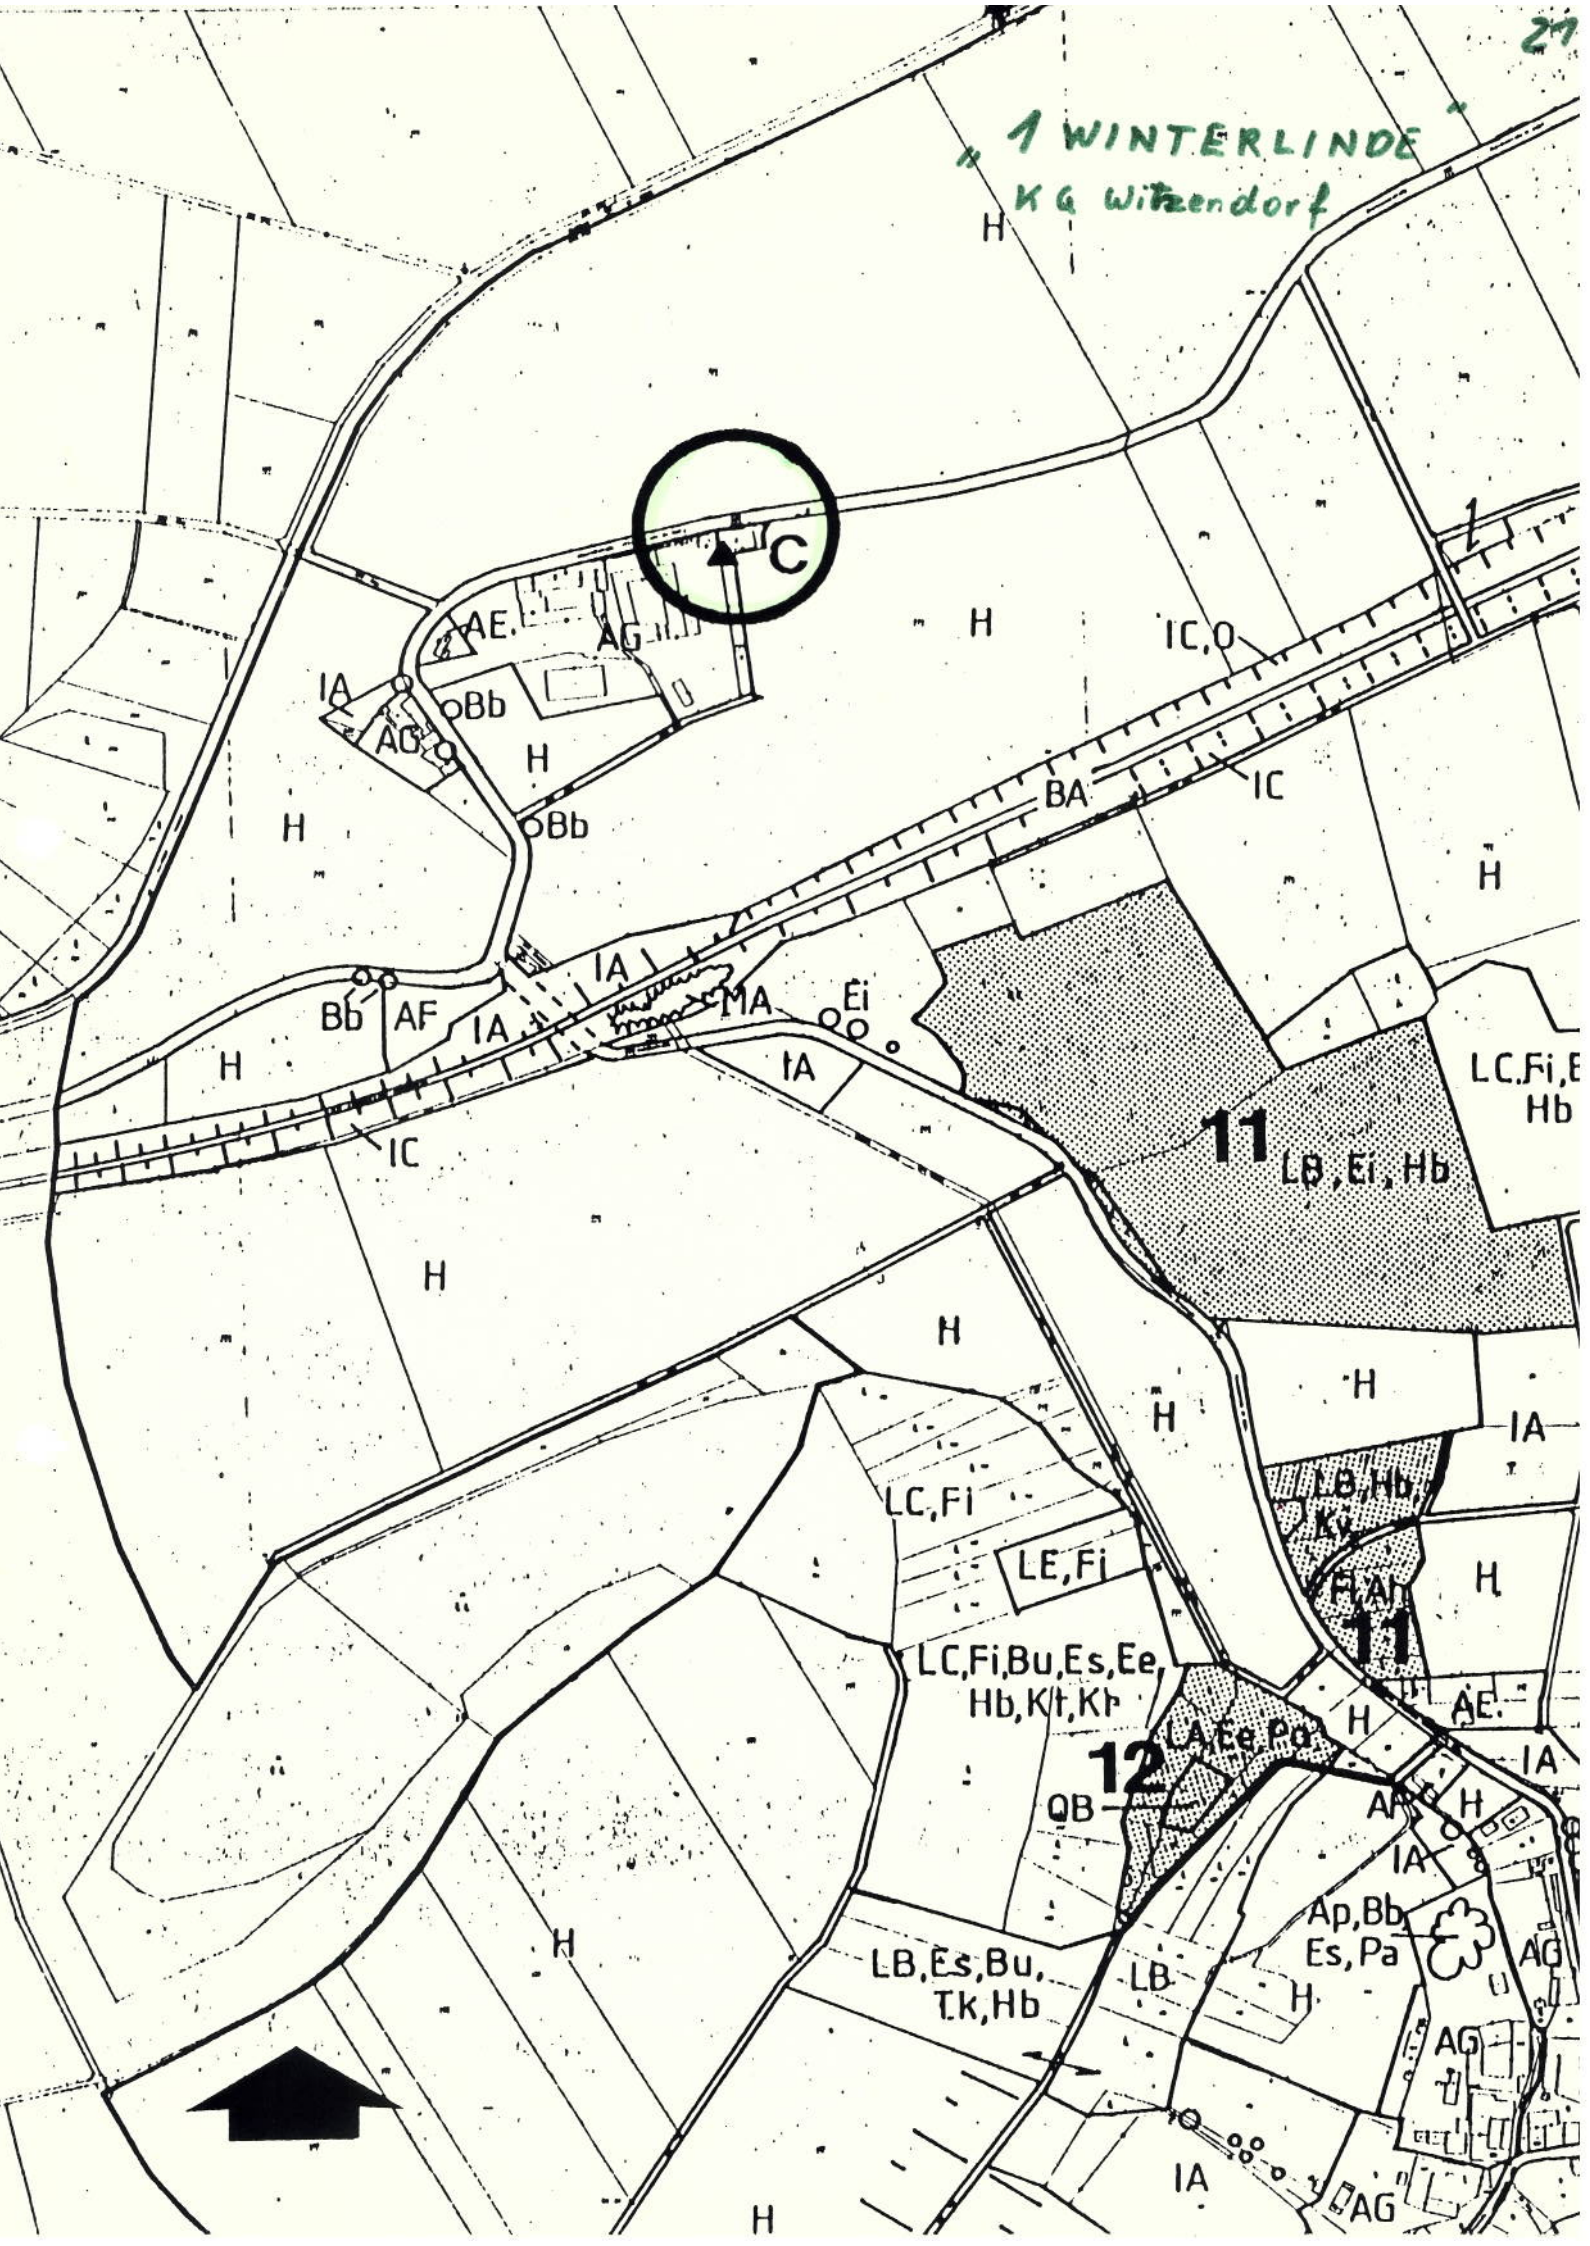 21
„1 WINTERLINDE"
KG Witzendorf
H
C
AE.
AG
H
IC,O
IA
Bb
AG
H
BA
IC
H
Bb
H
IA
Ei
MA
Bb
AF
IA
H
IA
LC,Fi,E
Hb
11
LB,Ei,Hb
IC
H
H
H
H
IA
LB,Hb,
Kv
LC,Fi
LE,Fi
H
Fi,Ah
11
LC,Fi,Bu,Es,Ee,
Hb,Kt,Kr
AE.
H
LA,Ee,Pa
12
IA
QB
AF
H
IA
Ap,Bb,
Es,Pa
AG
H
LB,Es,Bu,
Tk,Hb
LB
H
AG
IA
AG
H